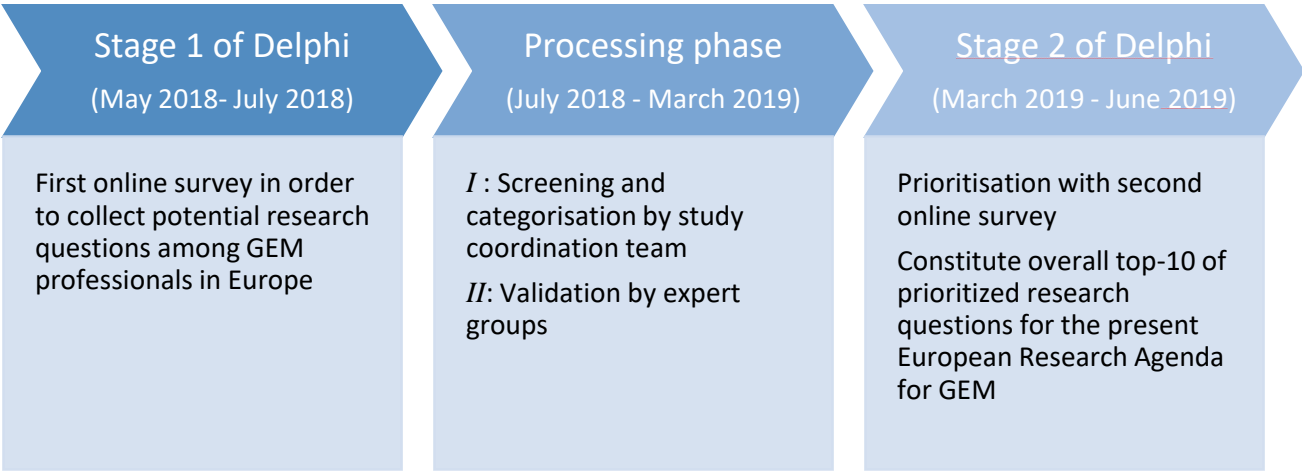 Stage 1 of Delphi
(May 2018- July 2018)
First online survey in order
to collect potential research
questions among GEM
professionals in Europe
Processing phase
(July 2018 - March 2019)
I : Screening and
categorisation by study
coordination team
II: Validation by expert
groups
Stage 2 of Delphi
(March 2019 - June 2019)
Prioritisation with second
online survey
Constitute overall top-10 of
prioritized research
questions for the present
European Research Agenda
for GEM